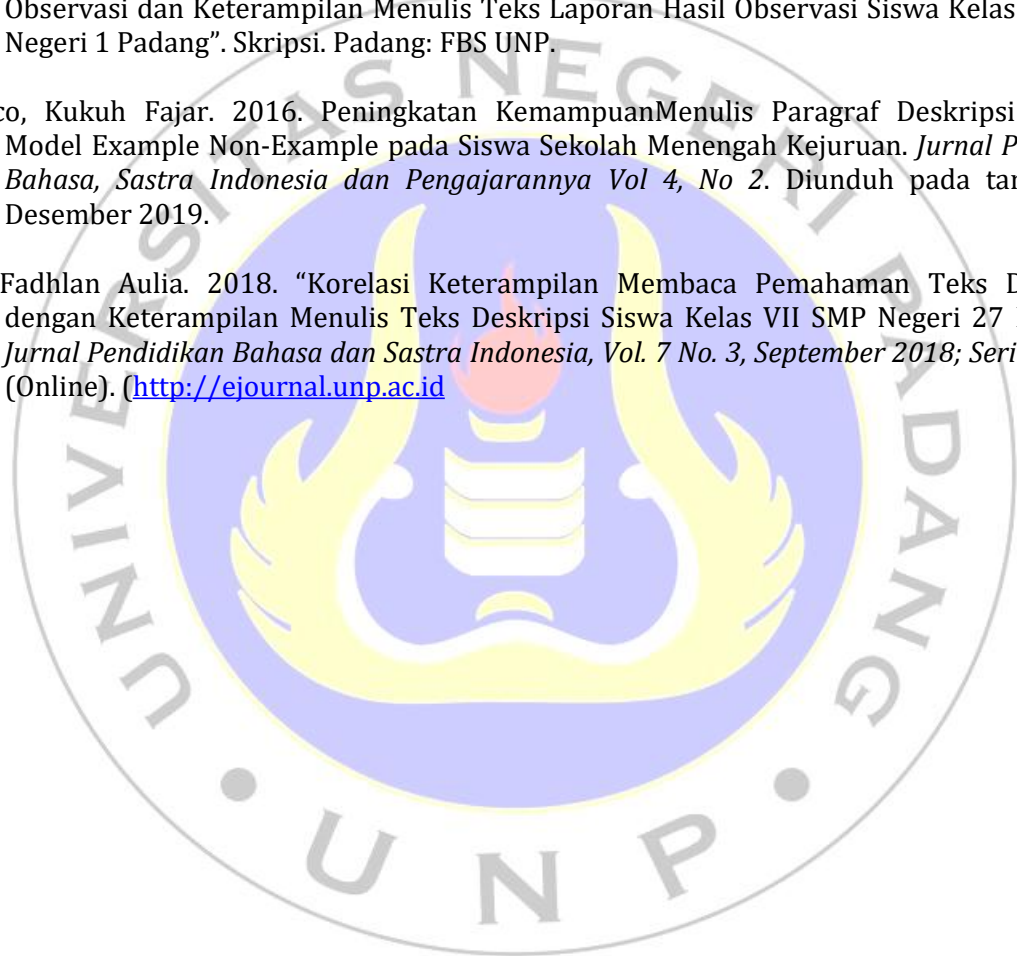 Observasi dan Keterampilan Menulis Teks Laporan Hasil Observasi Siswa Kelas
Negeri 1 Padang”. Skripsi. Padang: FBS UNP.
co, Kukuh Fajar. 2016. Peningkatan KemampuanMenulis Paragraf Deskripsi
Model Example Non-Example pada Siswa Sekolah Menengah Kejuruan. Jurnal P
Bahasa, Sastra Indonesia dan Pengajarannya Vol 4, No 2. Diunduh pada tan
Desember 2019.
Fadhlan Aulia. 2018. “Korelasi Keterampilan Membaca Pemahaman Teks D
dengan Keterampilan Menulis Teks Deskripsi Siswa Kelas VII SMP Negeri 27
Jurnal Pendidikan Bahasa dan Sastra Indonesia, Vol. 7 No. 3, September 2018; Seri
(Online). (http://ejournal.unp.ac.id
UNIVERSITAS NEGERI PADANG
• UNP •